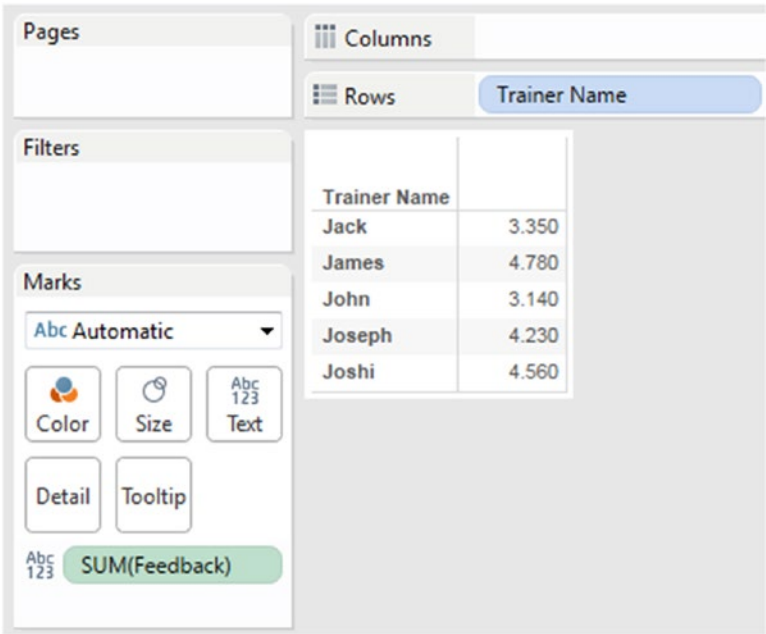 Pages
Columns
Rows Trainer Name
Filters
Trainer Name
Jack 3.350
James 4.780
John 3.140
Joseph 4.230
Joshi 4.560
Marks
Abc Automatic
Color Size Abc 123 Text
Detail Tooltip
Abc 123 SUM(Feedback)